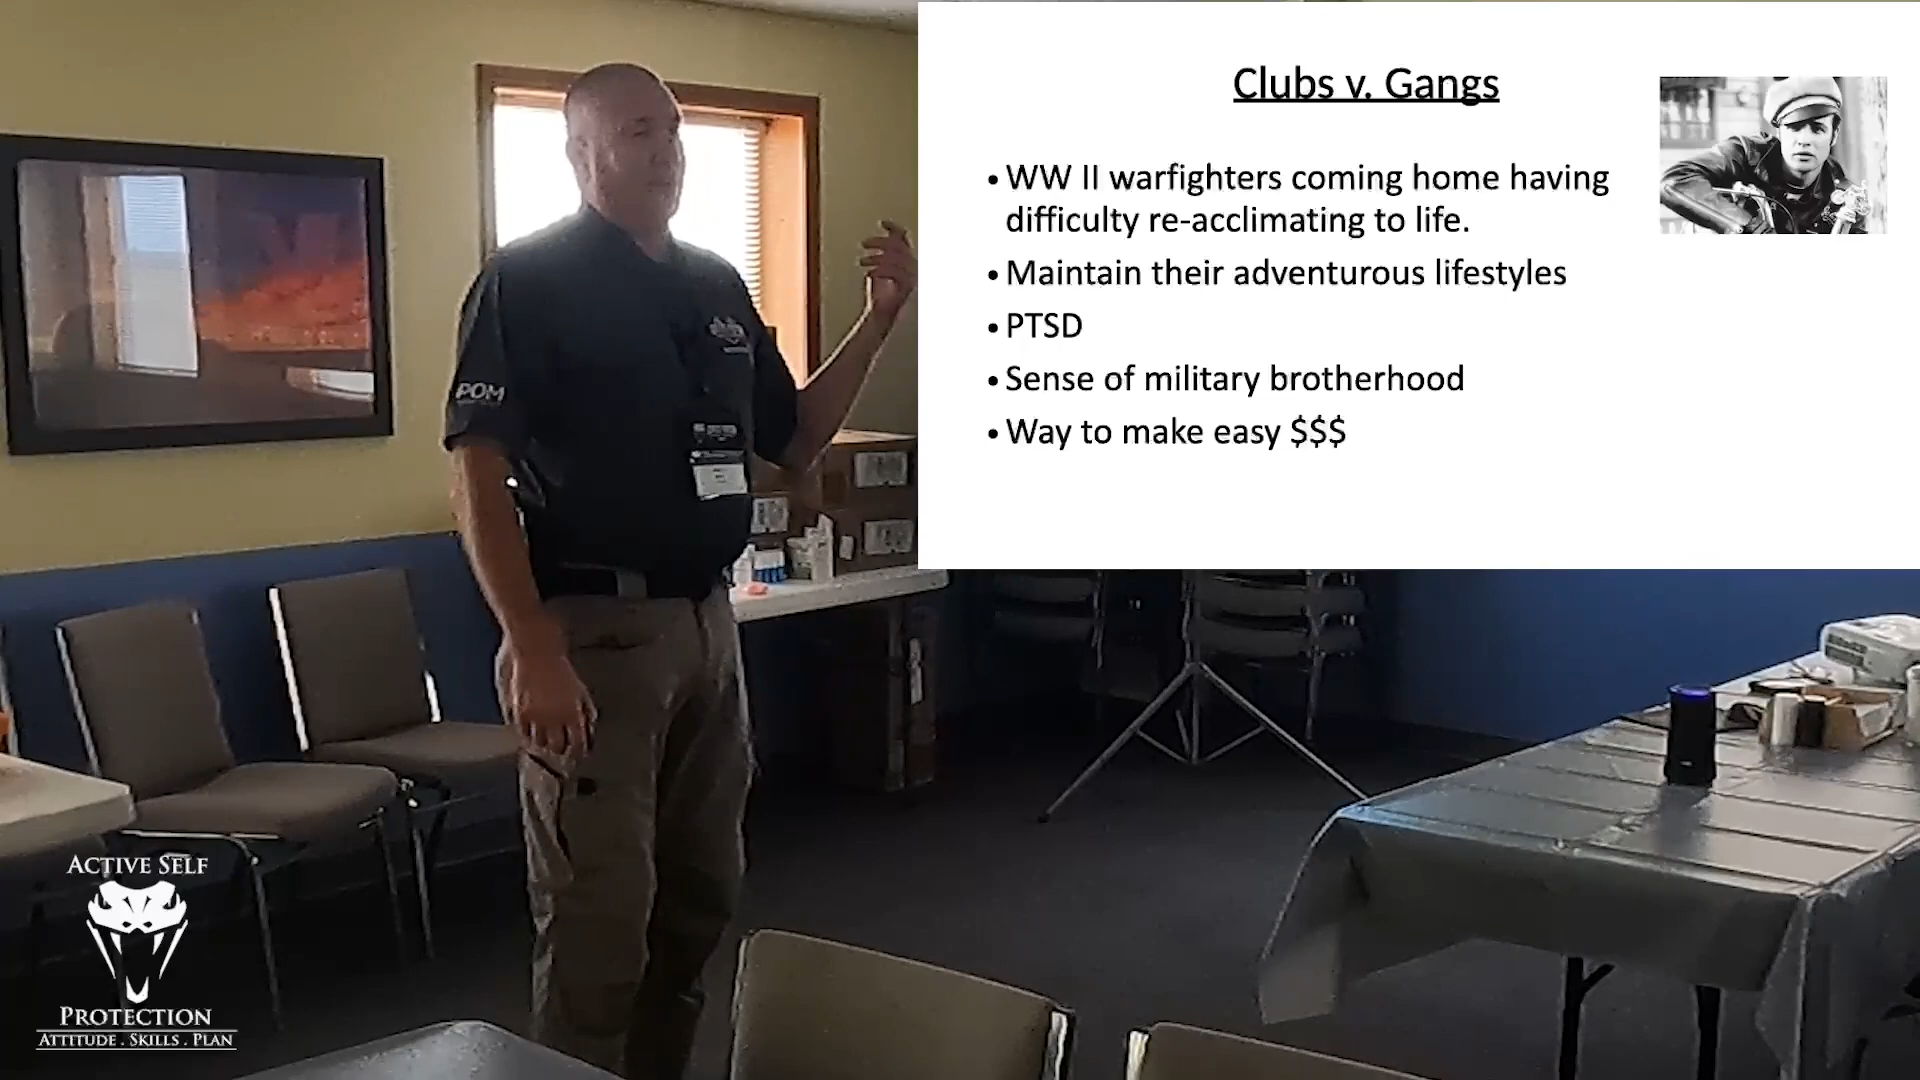 Clubs v. Gangs
• WW II warfighters coming home having
difficulty re-acclimating to life.
• Maintain their adventurous lifestyles
• PTSD
• Sense of military brotherhood
• Way to make easy $$$
POM
ACTIVE SELF
PROTECTION
ATTITUDE . SKILLS . PLAN